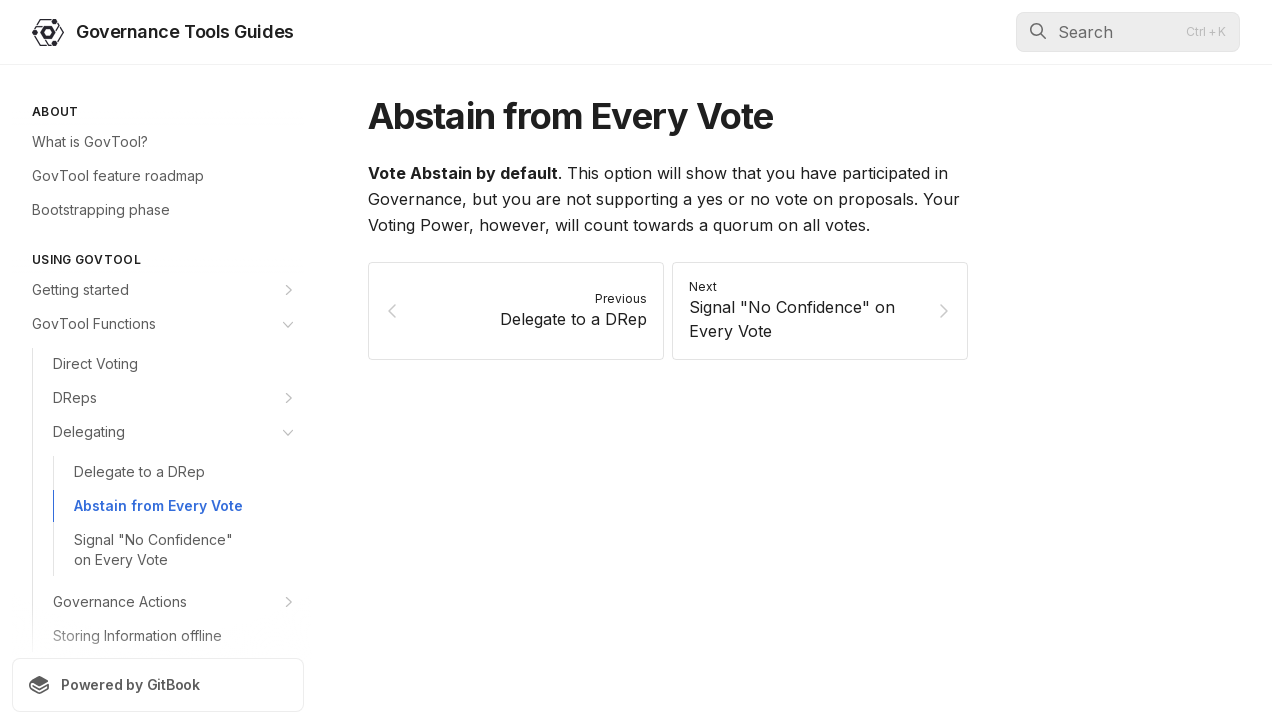 Governance Tools Guides
Search
Ctrl + K
ABOUT
What is GovTool?
GovTool feature roadmap
Bootstrapping phase
USING GOVTOOL
Getting started
GovTool Functions
Direct Voting
DReps
Delegating
Delegate to a DRep
Abstain from Every Vote
Signal "No Confidence"
on Every Vote
Governance Actions
Storing Information offline
Powered by GitBook
Abstain from Every Vote
Vote Abstain by default. This option will show that you have participated in
Governance, but you are not supporting a yes or no vote on proposals. Your
Voting Power, however, will count towards a quorum on all votes.
Previous
Delegate to a DRep
Next
Signal "No Confidence" on
Every Vote